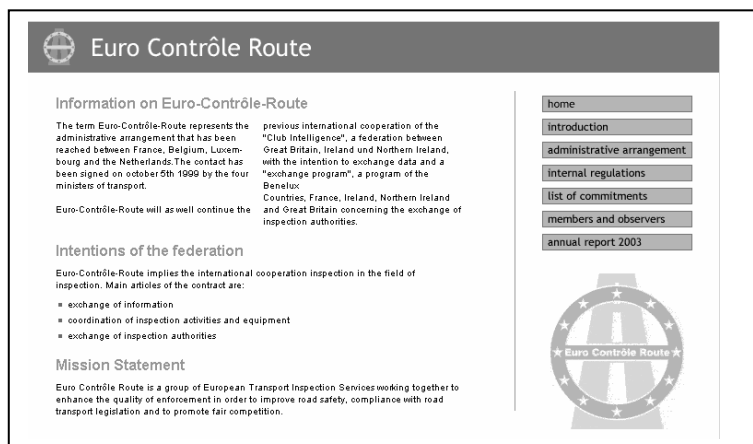 Euro Contrôle Route
Information on Euro-Contrôle-Route
The term Euro-Contrôle-Route represents the
administrative arrangement that has been
reached between France, Belgium, Luxem-
bourg and the Netherlands.The contact has
been signed on october 5th 1999 by the four
ministers of transport.
Euro-Contrôle-Route will as well continue the
previous international cooperation of the
"Club Intelligence", a federation between
Great Britain, Ireland und Northern Ireland,
with the intention to exchange data and a
"exchange program", a program of the
Benelux
Countries, France, Ireland, Northern Ireland
and Great Britain concerning the exchange of
inspection authorities.
Intentions of the federation
Euro-Contrôle-Route implies the international cooperation inspection in the field of
inspection. Main articles of the contract are:
exchange of information
coordination of inspection activities and equipment
exchange of inspection authorities
Mission Statement
Euro Contrôle Route is a group of European Transport Inspection Services working together to
enhance the quality of enforcement in order to improve road safety, compliance with road
transport legislation and to promote fair competition.
home
introduction
administrative arrangement
internal regulations
list of commitments
members and observers
annual report 2003
Euro Contrôle Route